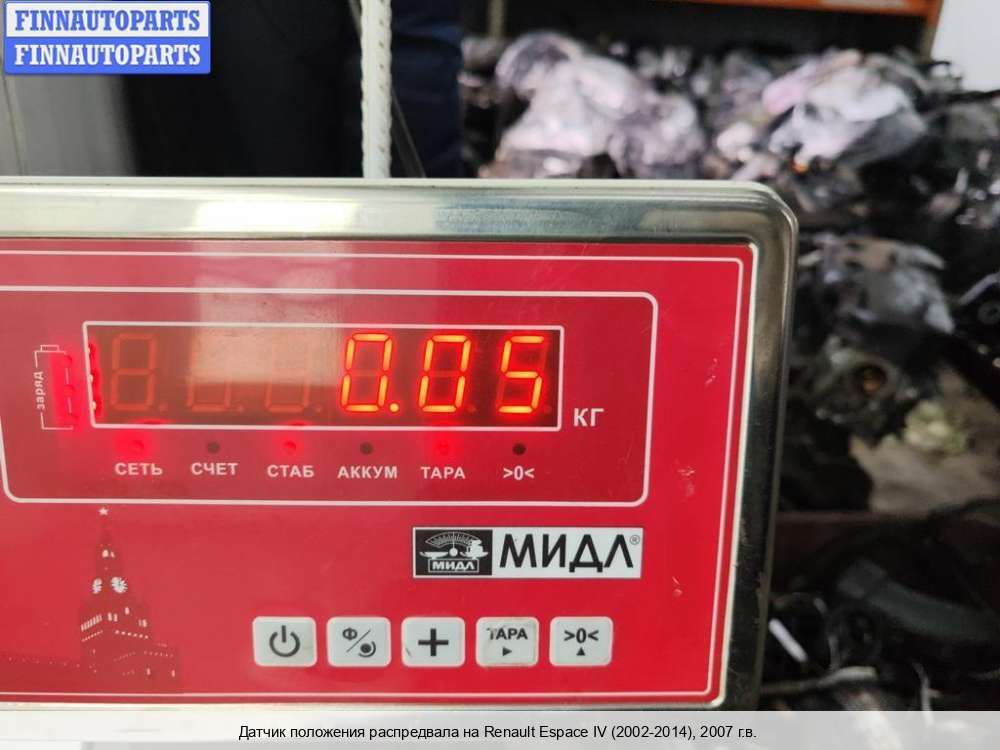 FINNAUTOPARTS
FINNAUTOPARTS
заряд
0.05
КГ
СЕТЬ СЧЕТ СТАБ АККУМ ТАРА >0<
МИДЛ МИДЛ®
Ф ТАРА >0<
Датчик положения распредвала на Renault Espace IV (2002-2014), 2007 г.в.